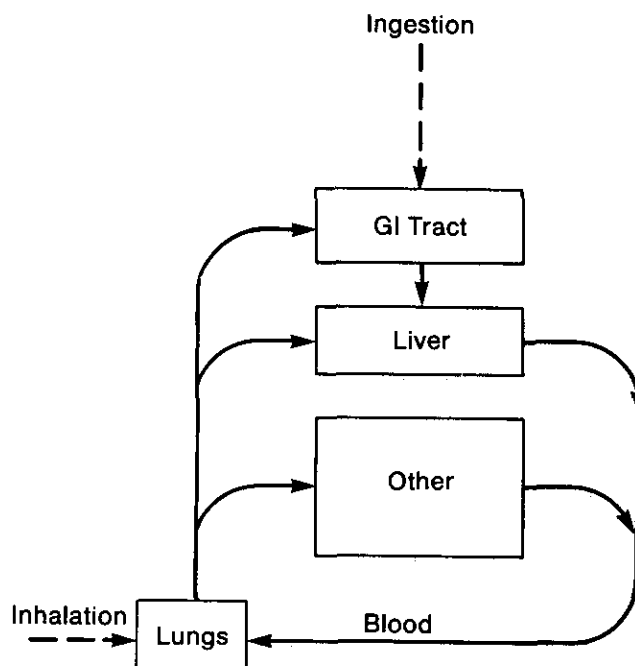 Ingestion
GI Tract
Liver
Other
Inhalation
Lungs
Blood